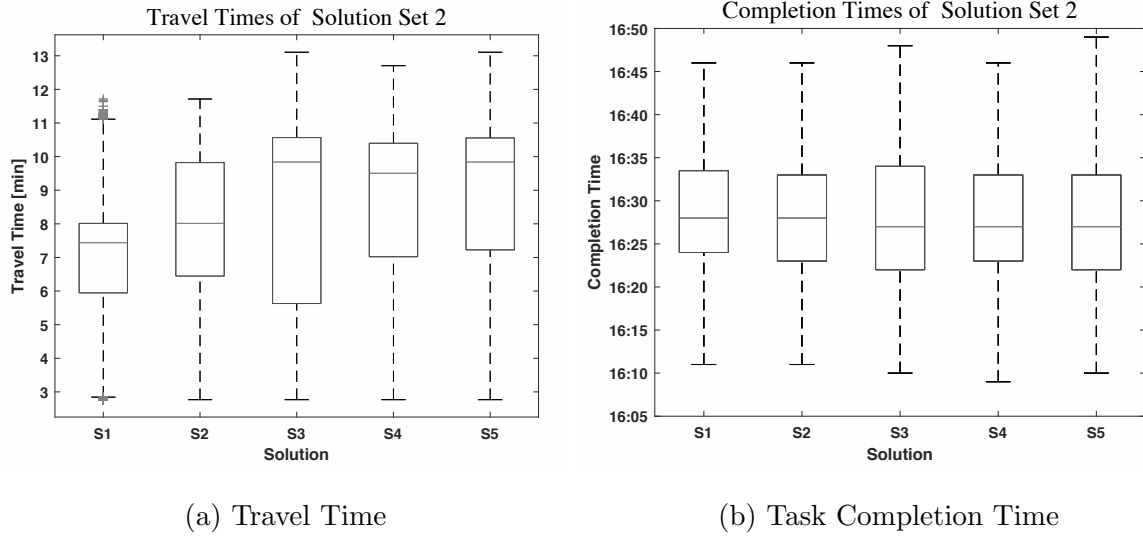 Travel Times of Solution Set 2
13
12
11
10
9
8
7
6
5
4
3
Travel Time [min]
S1 S2 S3 S4 S5
Solution
(a) Travel Time
Completion Times of Solution Set 2
16:50
16:45
16:40
16:35
16:30
16:25
16:20
16:15
16:10
16:05
Completion Time
S1 S2 S3 S4 S5
Solution
(b) Task Completion Time